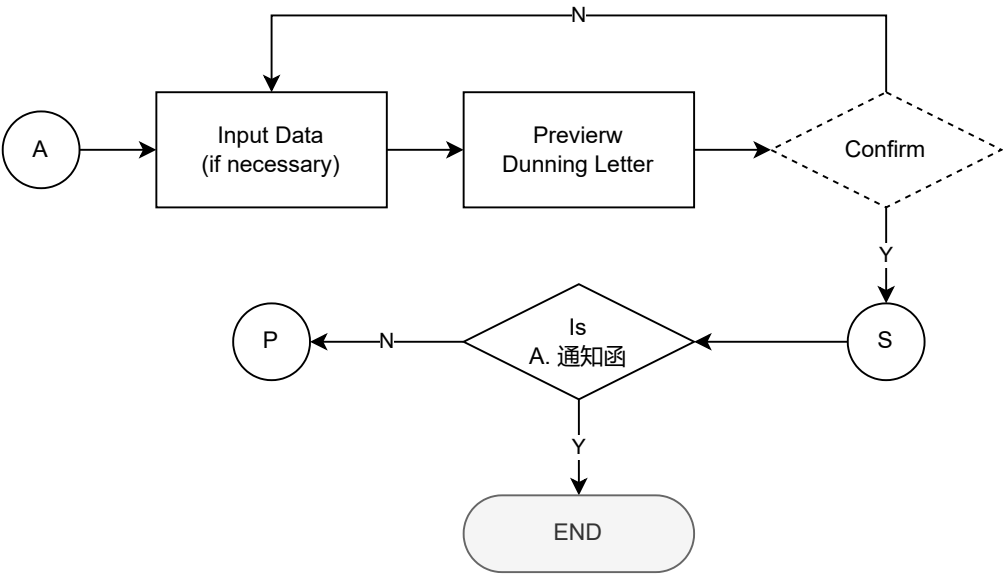 N
A
Input Data
(if necessary)
Previerw
Dunning Letter
Confirm
Y
P
N
Is
A. 通知函
S
Y
END